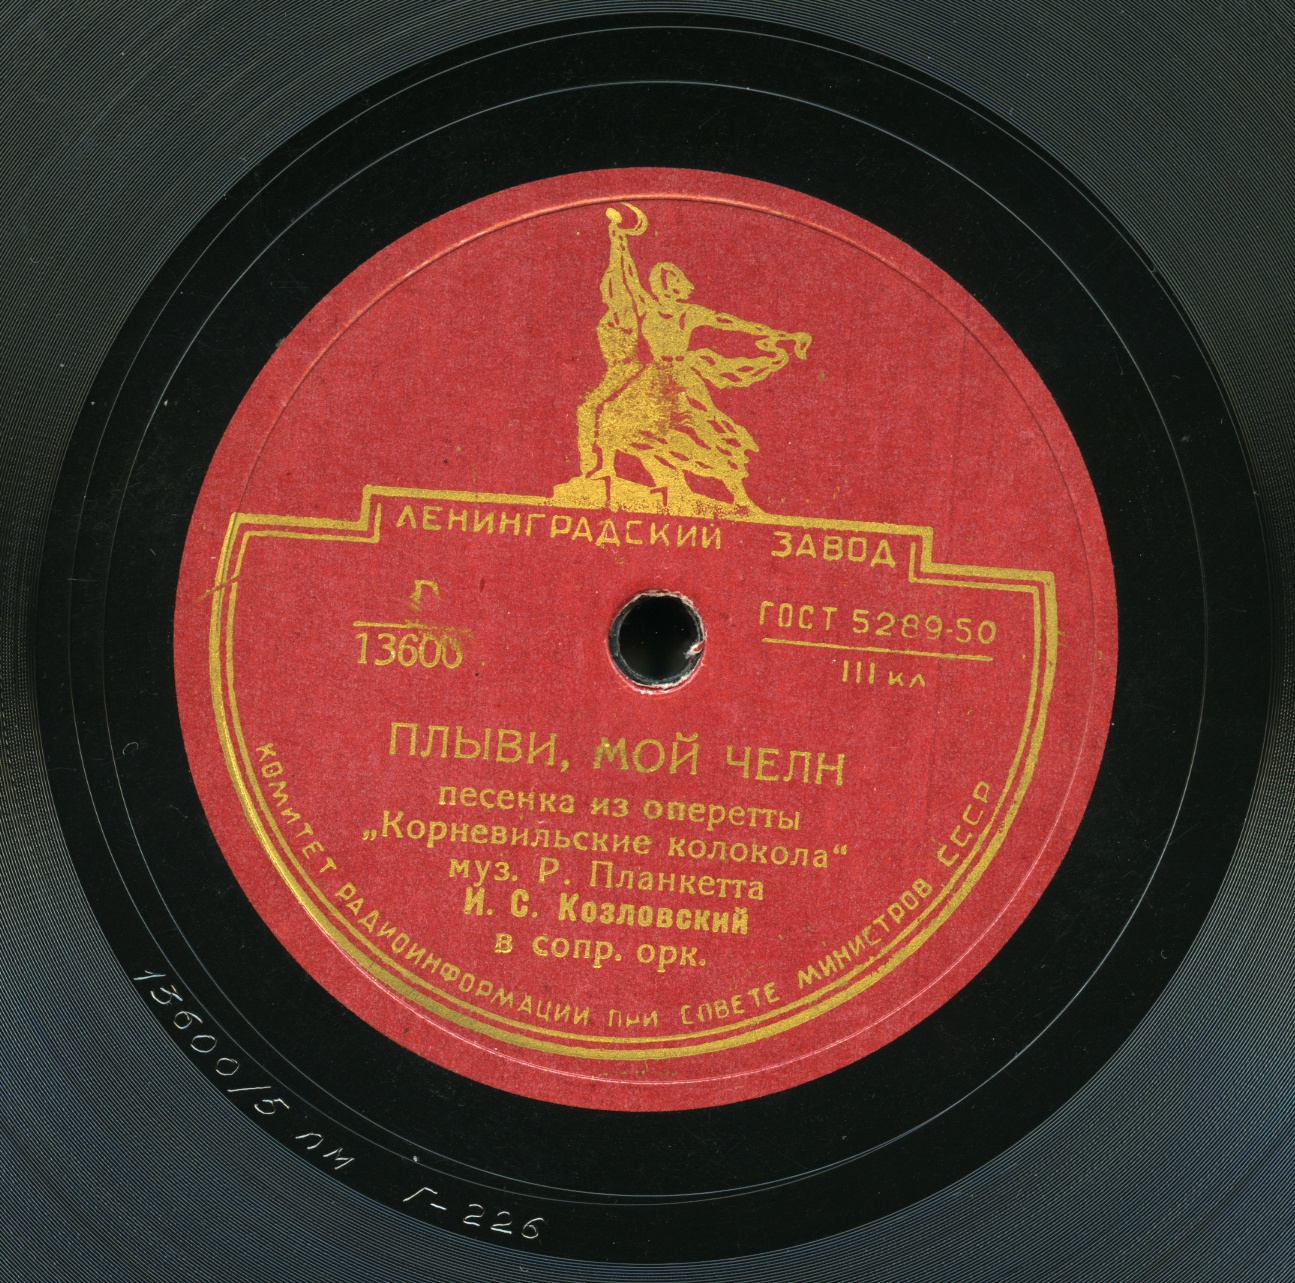 ЛЕНИНГРАДСКИЙ ЗАВОД
Г
13600
ГОСТ 5289-50
III кл
ПЛЫВИ, МОЙ ЧЕЛН
песенка из оперетты
„Корневильские колокола“
муз. Р. Планкетта
И. С. Козловский
в сопр. орк.
КОМИТЕТ РАДИОИНФОРМАЦИИ ПРИ СОВЕТЕ МИНИСТРОВ СССР
13600/5 ПМ Г-226